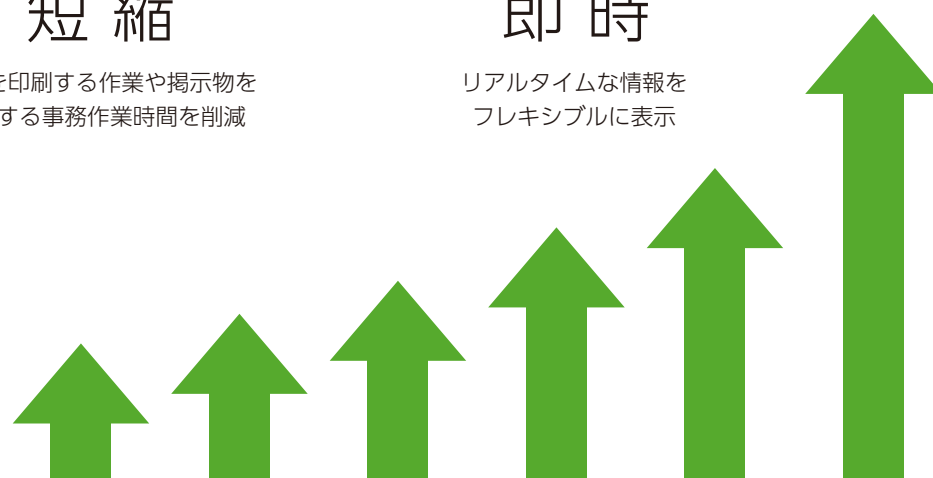 短縮
を印刷する作業や掲示物を
する事務作業時間を削減
即時
リアルタイムな情報を
フレキシブルに表示